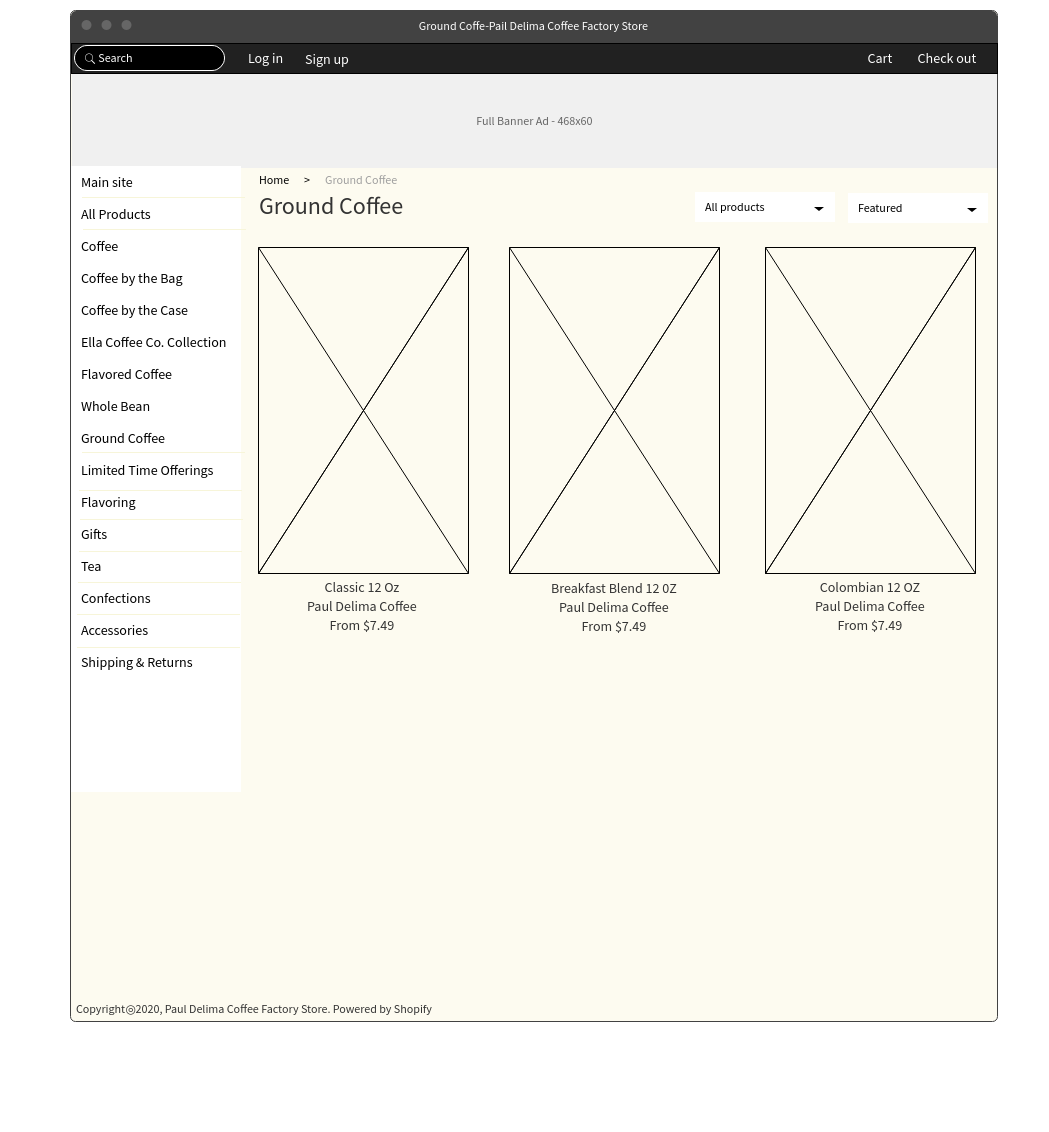 Ground Coffe-Pail Delima Coffee Factory Store
Search
Log in
Sign up
Cart
Check out
Full Banner Ad - 468x60
Main site
All Products
Coffee
Coffee by the Bag
Coffee by the Case
Ella Coffee Co. Collection
Flavored Coffee
Whole Bean
Ground Coffee
Limited Time Offerings
Flavoring
Gifts
Tea
Confections
Accessories
Shipping & Returns
Home > Ground Coffee
Ground Coffee
All products
Featured
Classic 12 Oz
Paul Delima Coffee
From $7.49
Breakfast Blend 12 0Z
Paul Delima Coffee
From $7.49
Colombian 12 OZ
Paul Delima Coffee
From $7.49
Copyright◎2020, Paul Delima Coffee Factory Store. Powered by Shopify